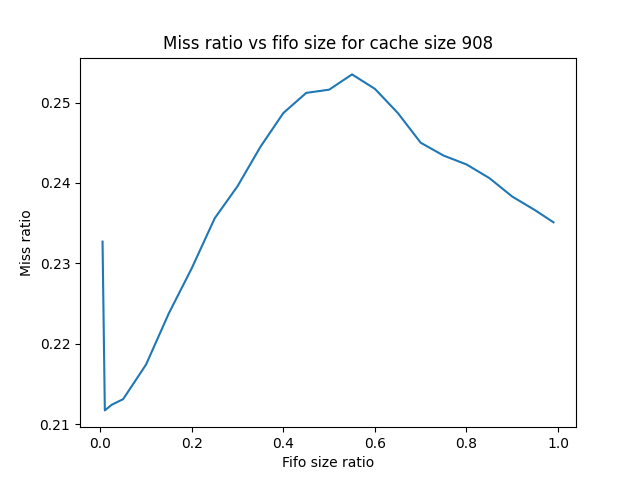 Miss ratio vs fifo size for cache size 908
Miss ratio
0.25
0.24
0.23
0.22
0.21
0.0 0.2 0.4 0.6 0.8 1.0
Fifo size ratio